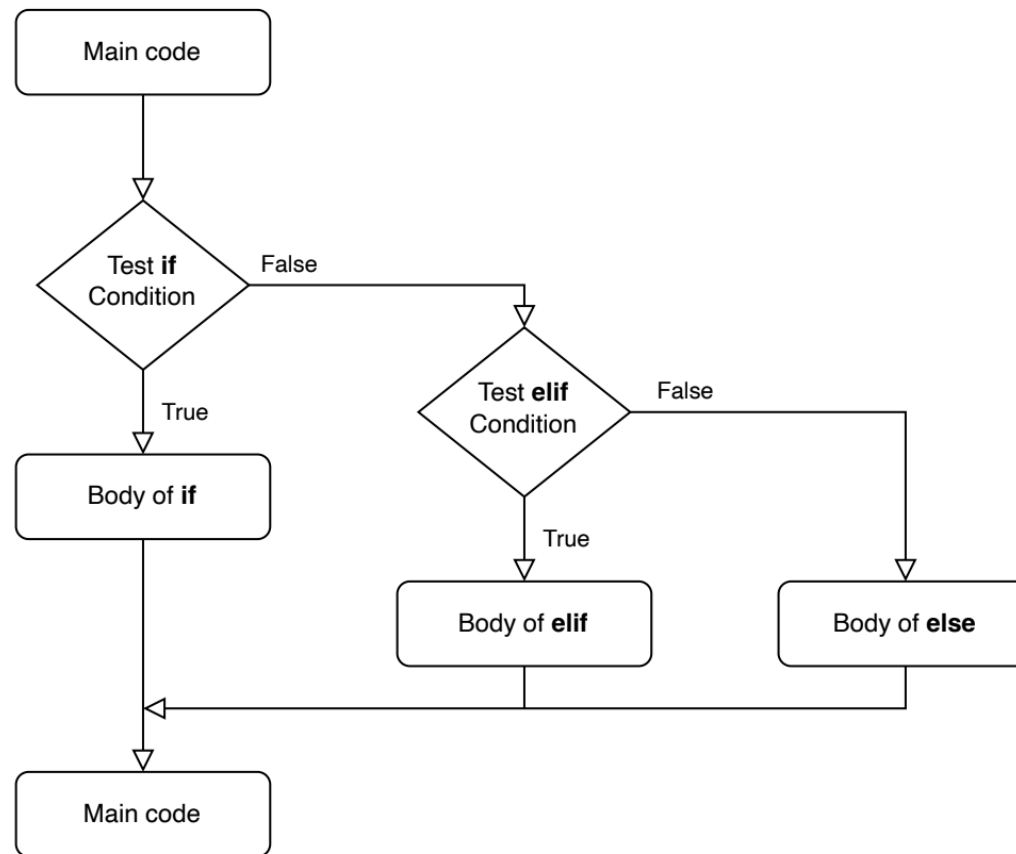 Main code
Test if
Condition
False
True
Body of if
Test elif
Condition
False
True
Body of elif
Body of else
Main code